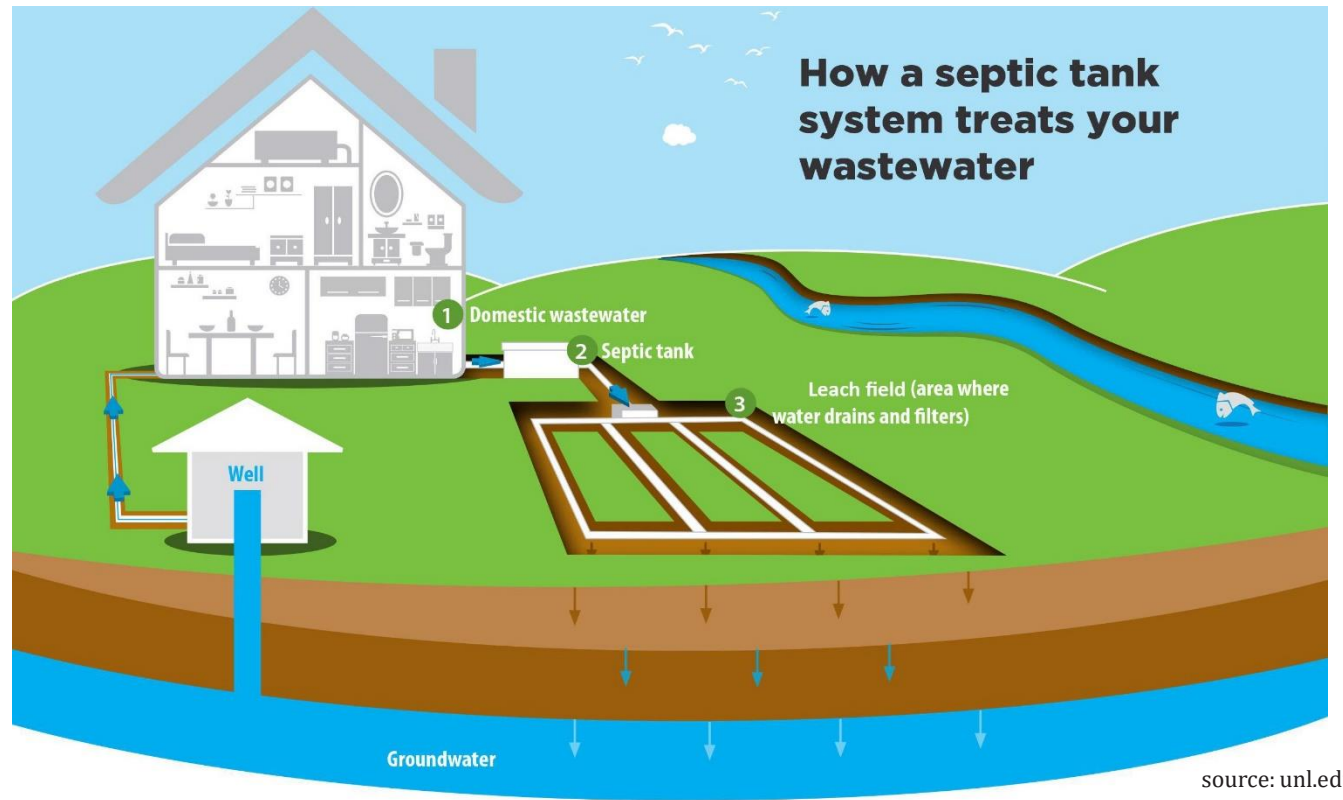 How a septic tank
system treats your
wastewater
1 Domestic wastewater
2 Septic tank
3 Leach field (area where
water drains and filters)
Well
Groundwater
source: unl.ed